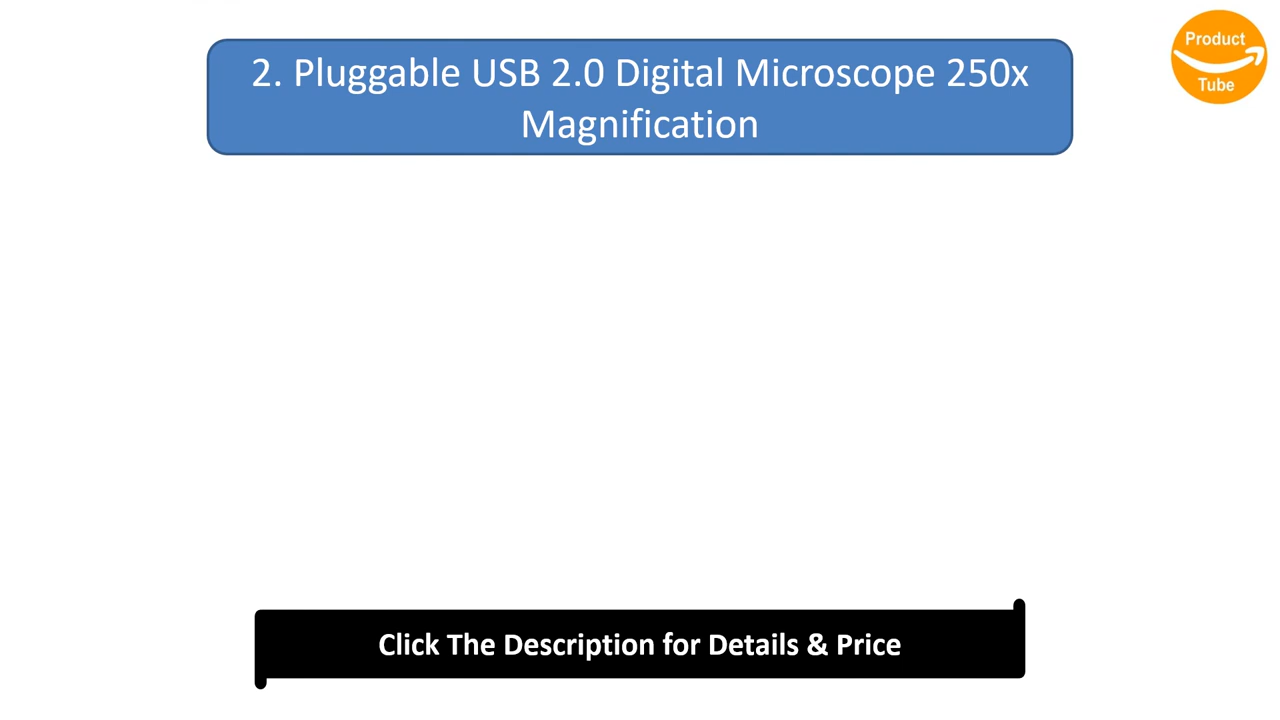 2. Pluggable USB 2.0 Digital Microscope 250x
Magnification
Product
Tube
Click The Description for Details & Price